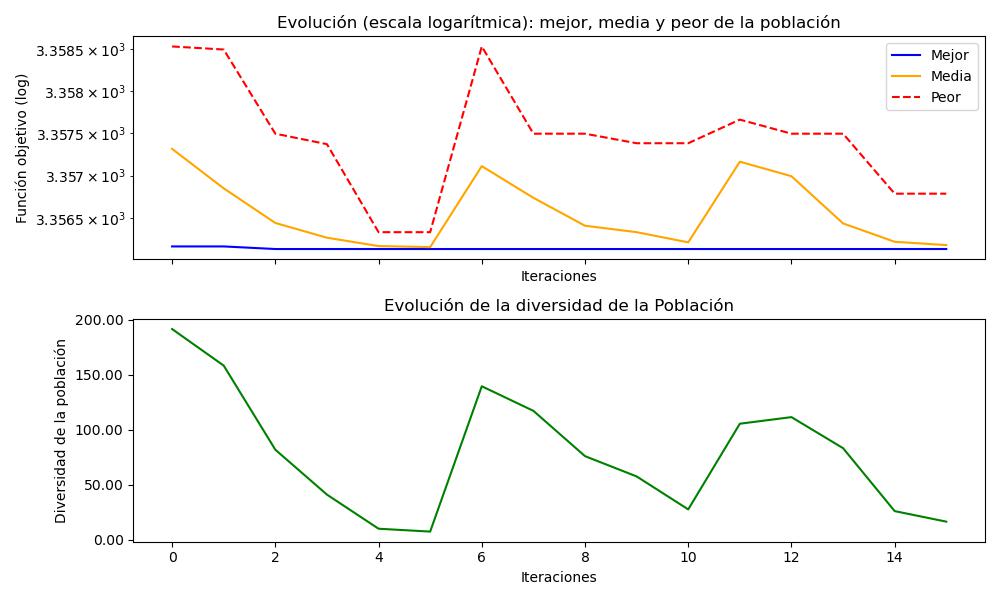 Evolución (escala logarítmica): mejor, media y peor de la población
Función objetivo (log)
3.3585 × 10³
3.358 × 10³
3.3575 × 10³
3.357 × 10³
3.3565 × 10³
Mejor
Media
Peor
Iteraciones
Evolución de la diversidad de la Población
Diversidad de la población
200.00
150.00
100.00
50.00
0.00
0 2 4 6 8 10 12 14
Iteraciones